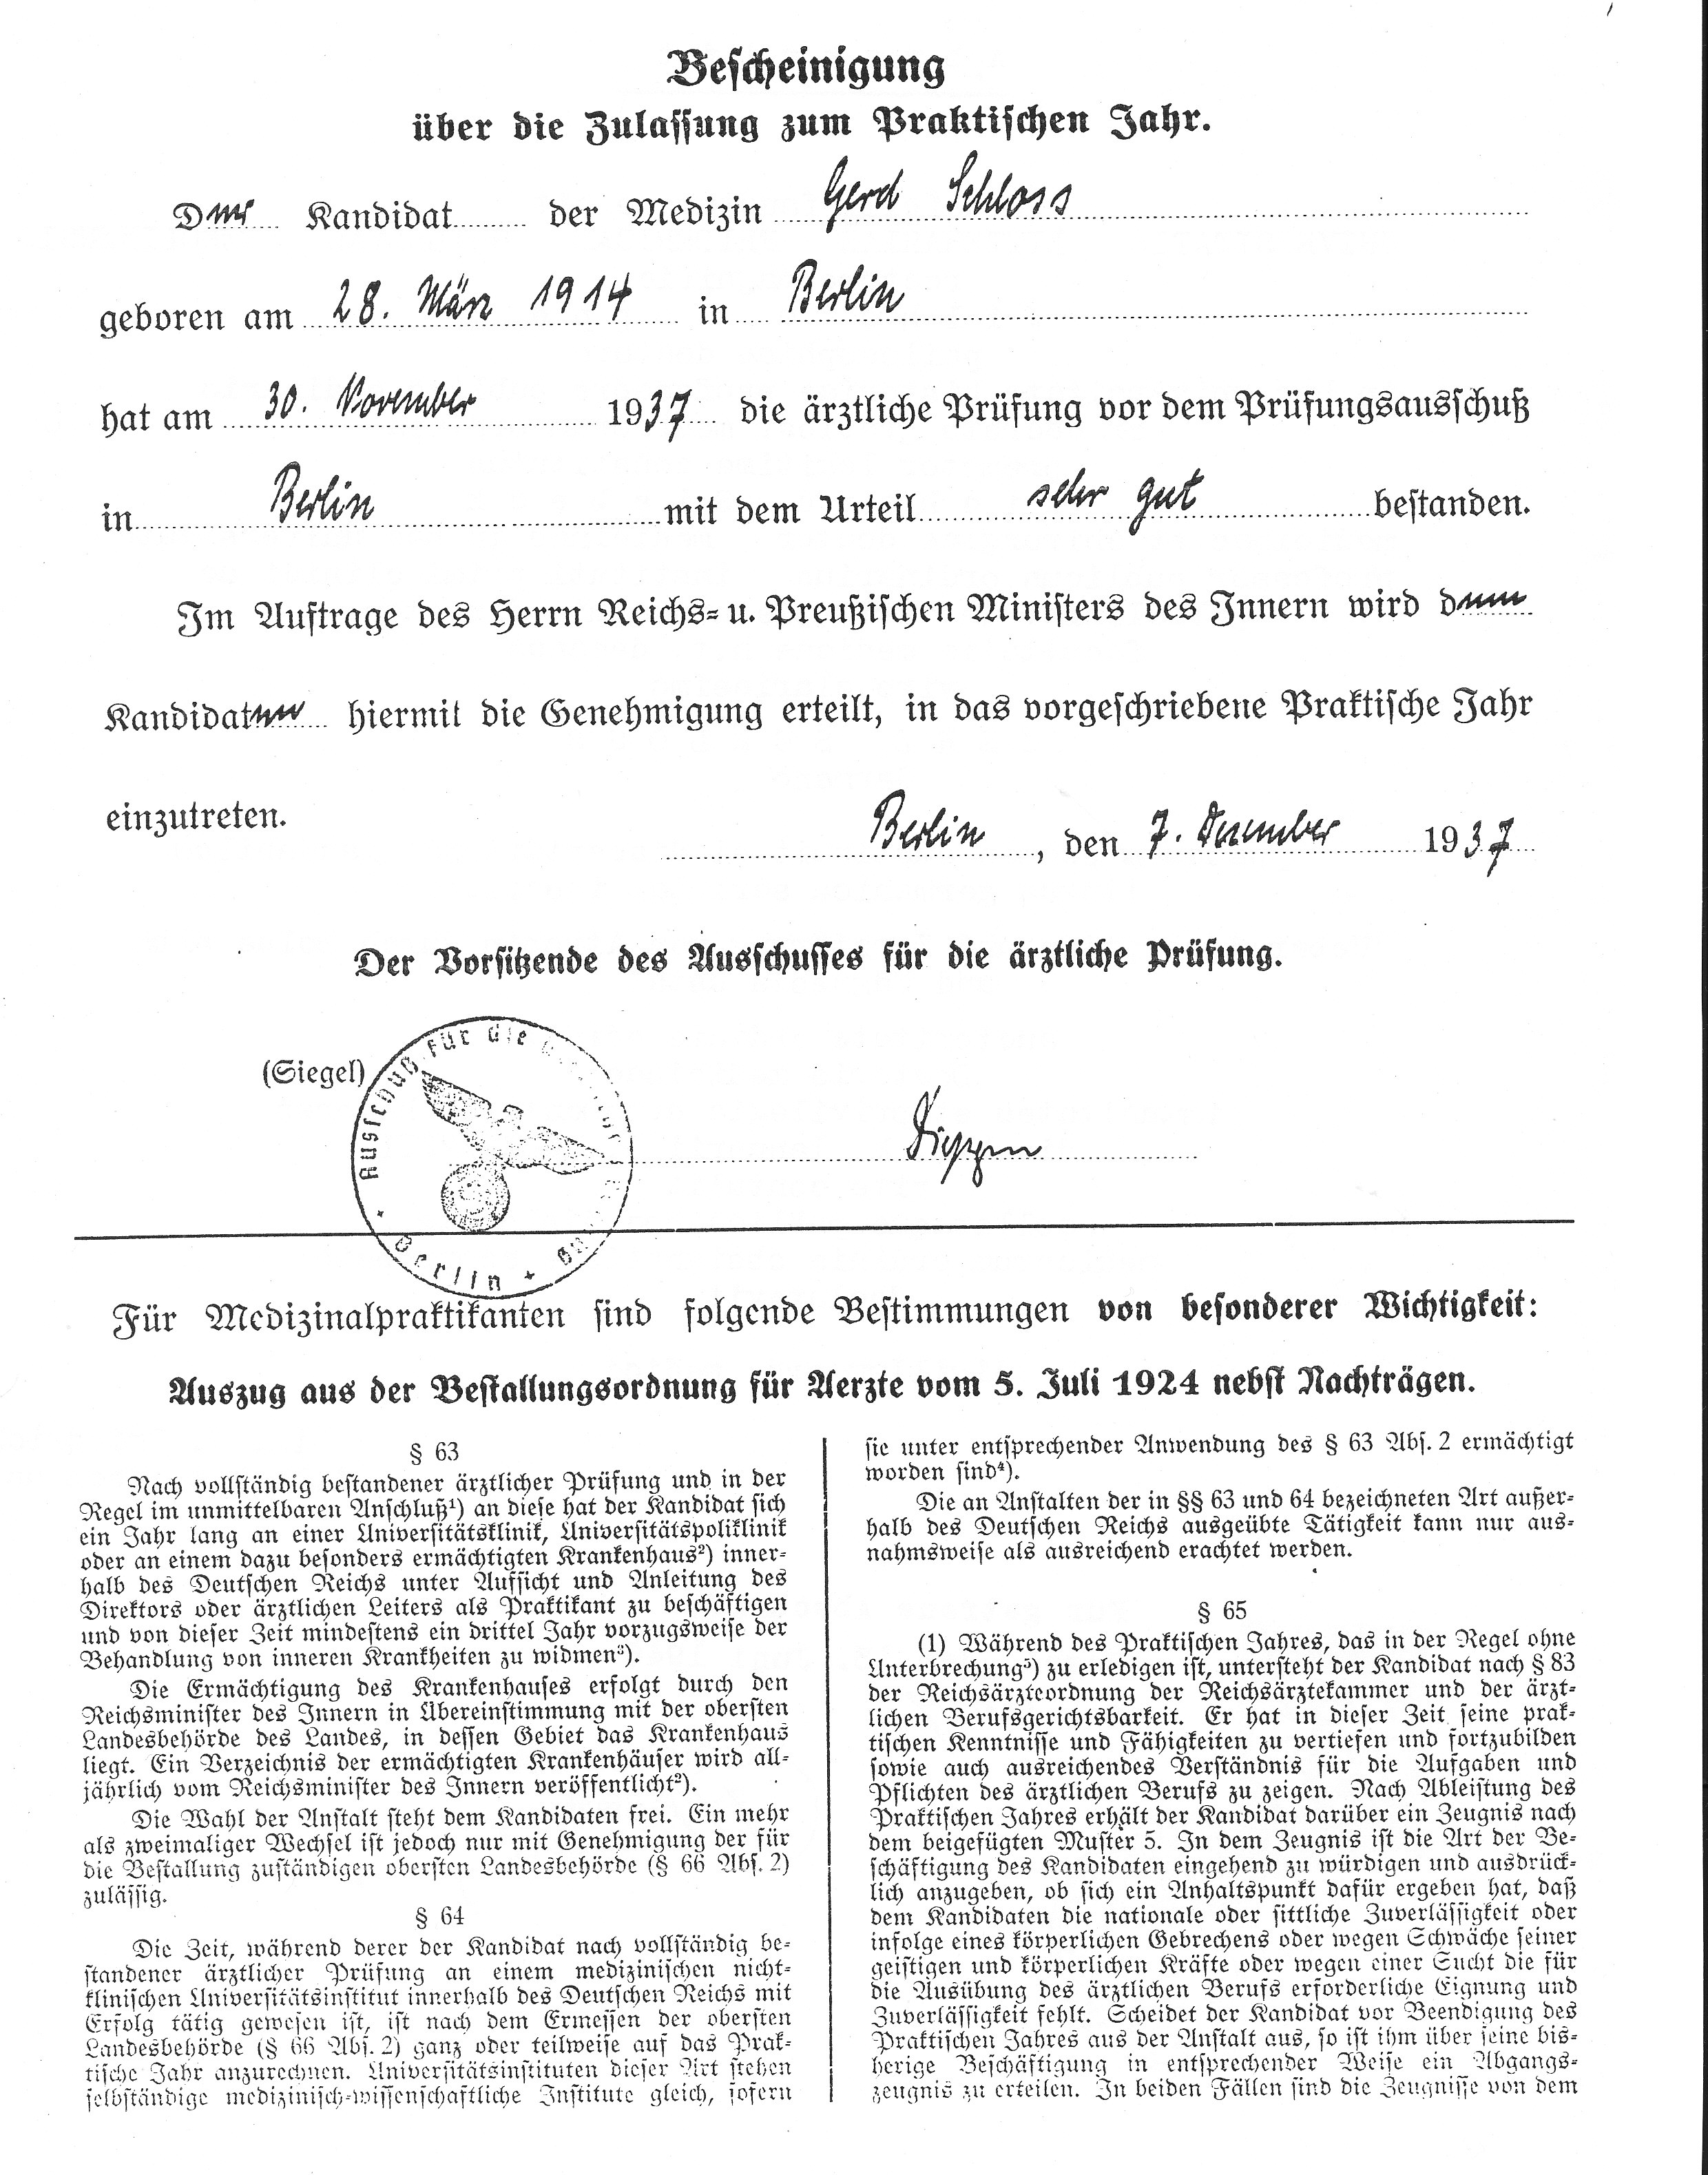 Bescheinigung
über die Zulassung zum Praktischen Jahr.
Der Kandidat der Medizin Gerd Schloss
geboren am 28. März 1914 in Berlin
hat am 30. November 1937 die ärztliche Prüfung vor dem Prüfungsausschuß
in Berlin mit dem Urteil sehr gut bestanden.
Im Auftrage des Herrn Reichs- u. Preußischen Ministers des Innern wird dem
Kandidaten hiermit die Genehmigung erteilt, in das vorgeschriebene Praktische Jahr
einzutreten.
Berlin, den 7. Dezember 1937
Der Vorsitzende des Ausschusses für die ärztliche Prüfung.
(Siegel)
Ausschuß für die
Berlin
Für Medizinalpraktikanten sind folgende Bestimmungen von besonderer Wichtigkeit:
Auszug aus der Bestallungsordnung für Aerzte vom 5. Juli 1924 nebst Nachträgen.
§ 63
Nach vollständig bestandener ärztlicher Prüfung und in der
Regel im unmittelbaren Anschluß¹) an diese hat der Kandidat sich
ein Jahr lang an einer Universitätsklinik, Universitätspoliklinik
oder an einem dazu besonders ermächtigten Krankenhaus²) inner-
halb des Deutschen Reichs unter Aufsicht und Anleitung des
Direktors oder ärztlichen Leiters als Praktikant zu beschäftigen
und von dieser Zeit mindestens ein drittel Jahr vorzugsweise der
Behandlung von inneren Krankheiten zu widmen³).
Die Ermächtigung des Krankenhauses erfolgt durch den
Reichsminister des Innern in Übereinstimmung mit der obersten
Landesbehörde des Landes, in dessen Gebiet das Krankenhaus
liegt. Ein Verzeichnis der ermächtigten Krankenhäuser wird all-
jährlich vom Reichsminister des Innern veröffentlicht²).
Die Wahl der Anstalt steht dem Kandidaten frei. Ein mehr
als zweimaliger Wechsel ist jedoch nur mit Genehmigung der für
die Bestallung zuständigen obersten Landesbehörde (§ 66 Abs. 2)
zulässig.
§ 64
Die Zeit, während derer der Kandidat nach vollständig be-
standener ärztlicher Prüfung an einem medizinischen nicht-
klinischen Universitätsinstitut innerhalb des Deutschen Reichs mit
Erfolg tätig gewesen ist, ist nach dem Ermessen der obersten
Landesbehörde (§ 66 Abs. 2) ganz oder teilweise auf das Prak-
tische Jahr anzurechnen. Universitätsinstituten dieser Art stehen
selbständige medizinisch-wissenschaftliche Institute gleich, sofern
sie unter entsprechender Anwendung des § 63 Abs. 2 ermächtigt
worden sind⁴).
Die an Anstalten der in §§ 63 und 64 bezeichneten Art außer-
halb des Deutschen Reichs ausgeübte Tätigkeit kann nur aus-
nahmsweise als ausreichend erachtet werden.
§ 65
(1) Während des Praktischen Jahres, das in der Regel ohne
Unterbrechung⁵) zu erledigen ist, untersteht der Kandidat nach § 83
der Reichsärzteordnung der Reichsärztekammer und der ärzt-
lichen Berufsgerichtsbarkeit. Er hat in dieser Zeit seine prak-
tischen Kenntnisse und Fähigkeiten zu vertiefen und fortzubilden
sowie auch ausreichendes Verständnis für die Aufgaben und
Pflichten des ärztlichen Berufs zu zeigen. Nach Ableistung des
Praktischen Jahres erhält der Kandidat darüber ein Zeugnis nach
dem beigefügten Muster 5. In dem Zeugnis ist die Art der Be-
schäftigung des Kandidaten eingehend zu würdigen und ausdrück-
lich anzugeben, ob sich ein Anhaltspunkt dafür ergeben hat, daß
dem Kandidaten die nationale oder sittliche Zuverlässigkeit oder
infolge eines körperlichen Gebrechens oder wegen Schwäche seiner
geistigen und körperlichen Kräfte oder wegen einer Sucht die für
die Ausübung des ärztlichen Berufs erforderliche Eignung und
Zuverlässigkeit fehlt. Scheidet der Kandidat vor Beendigung des
Praktischen Jahres aus der Anstalt aus, so ist ihm über seine bis-
herige Beschäftigung in entsprechender Weise ein Abgangs-
zeugnis zu erteilen. In beiden Fällen sind die Zeugnisse von dem